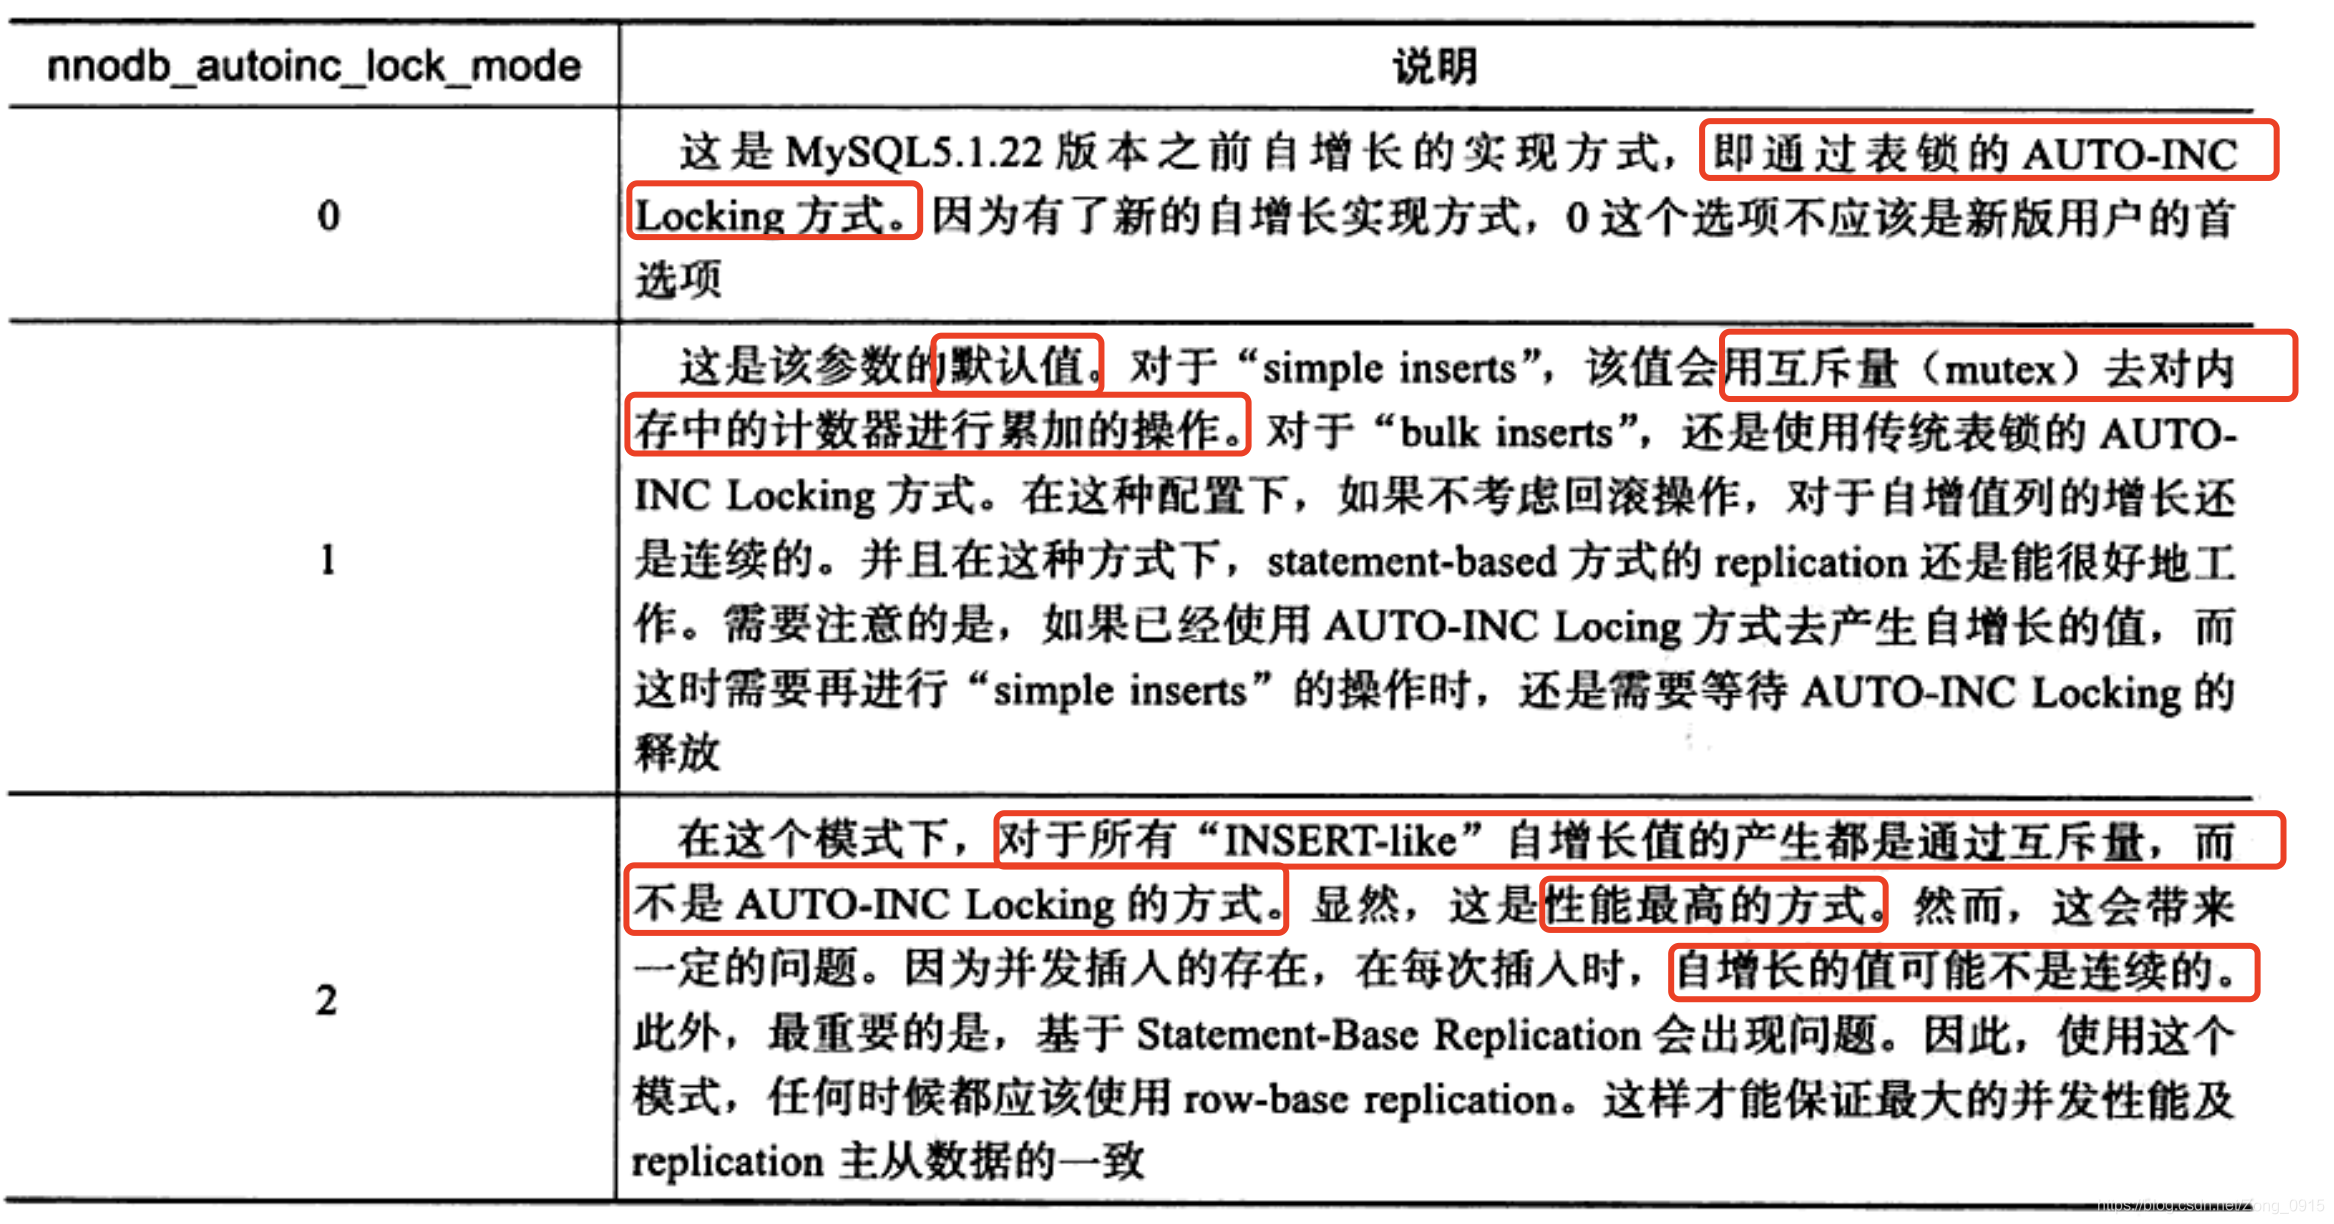 nnodb_autoinc_lock_mode
说明
0
这是 MySQL5.1.22 版本之前自增长的实现方式，即通过表锁的 AUTO-INC
Locking 方式。因为有了新的自增长实现方式，0 这个选项不应该是新版用户的首
选项
1
这是该参数的默认值。对于“simple inserts”，该值会用互斥量（mutex）去对内
存中的计数器进行累加的操作。对于“bulk inserts”，还是使用传统表锁的 AUTO-
INC Locking 方式。在这种配置下，如果不考虑回滚操作，对于自增值列的增长还
是连续的。并且在这种方式下，statement-based 方式的 replication 还是能很好地工
作。需要注意的是，如果已经使用 AUTO-INC Locing 方式去产生自增长的值，而
这时需要再进行“simple inserts”的操作时，还是需要等待 AUTO-INC Locking 的
释放
2
在这个模式下，对于所有“INSERT-like”自增长值的产生都是通过互斥量，而
不是 AUTO-INC Locking 的方式。显然，这是性能最高的方式。然而，这会带来
一定的问题。因为并发插入的存在，在每次插入时，自增长的值可能不是连续的。
此外，最重要的是，基于 Statement-Base Replication 会出现问题。因此，使用这个
模式，任何时候都应该使用 row-base replication。这样才能保证最大的并发性能及
replication 主从数据的一致
https://blog.csdn.net/Zong_0915